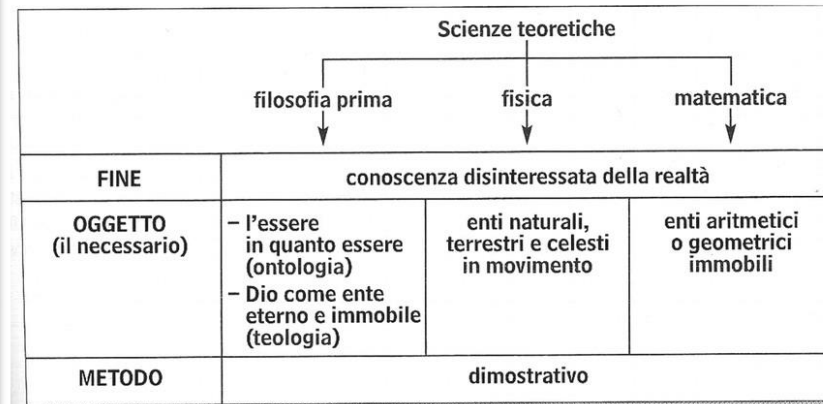 Scienze teoretiche
filosofia prima fisica matematica
FINE conoscenza disinteressata della realtà
OGGETTO
(il necessario)
– l'essere
in quanto essere
(ontologia)
– Dio come ente
eterno e immobile
(teologia)
enti naturali,
terrestri e celesti
in movimento
enti aritmetici
o geometrici
immobili
METODO dimostrativo